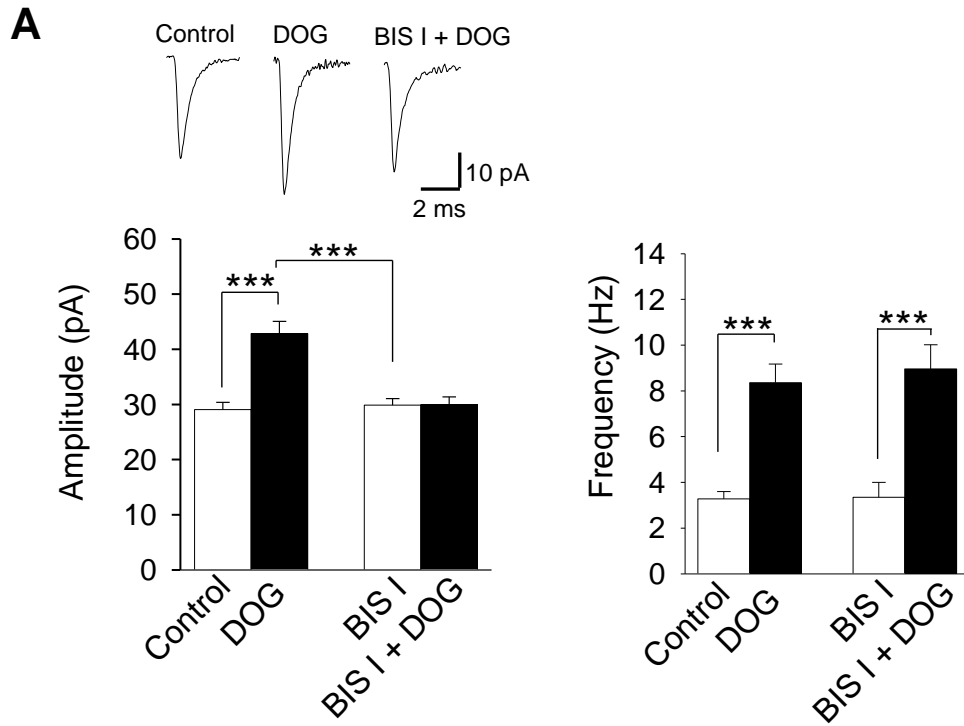 A
Control DOG BIS I + DOG
10 pA
2 ms
Amplitude (pA)
60
50
40
30
20
10
0
***
***
Control
DOG
BIS I
BIS I + DOG
Frequency (Hz)
14
12
10
8
6
4
2
0
***
***
Control
DOG
BIS I
BIS I + DOG